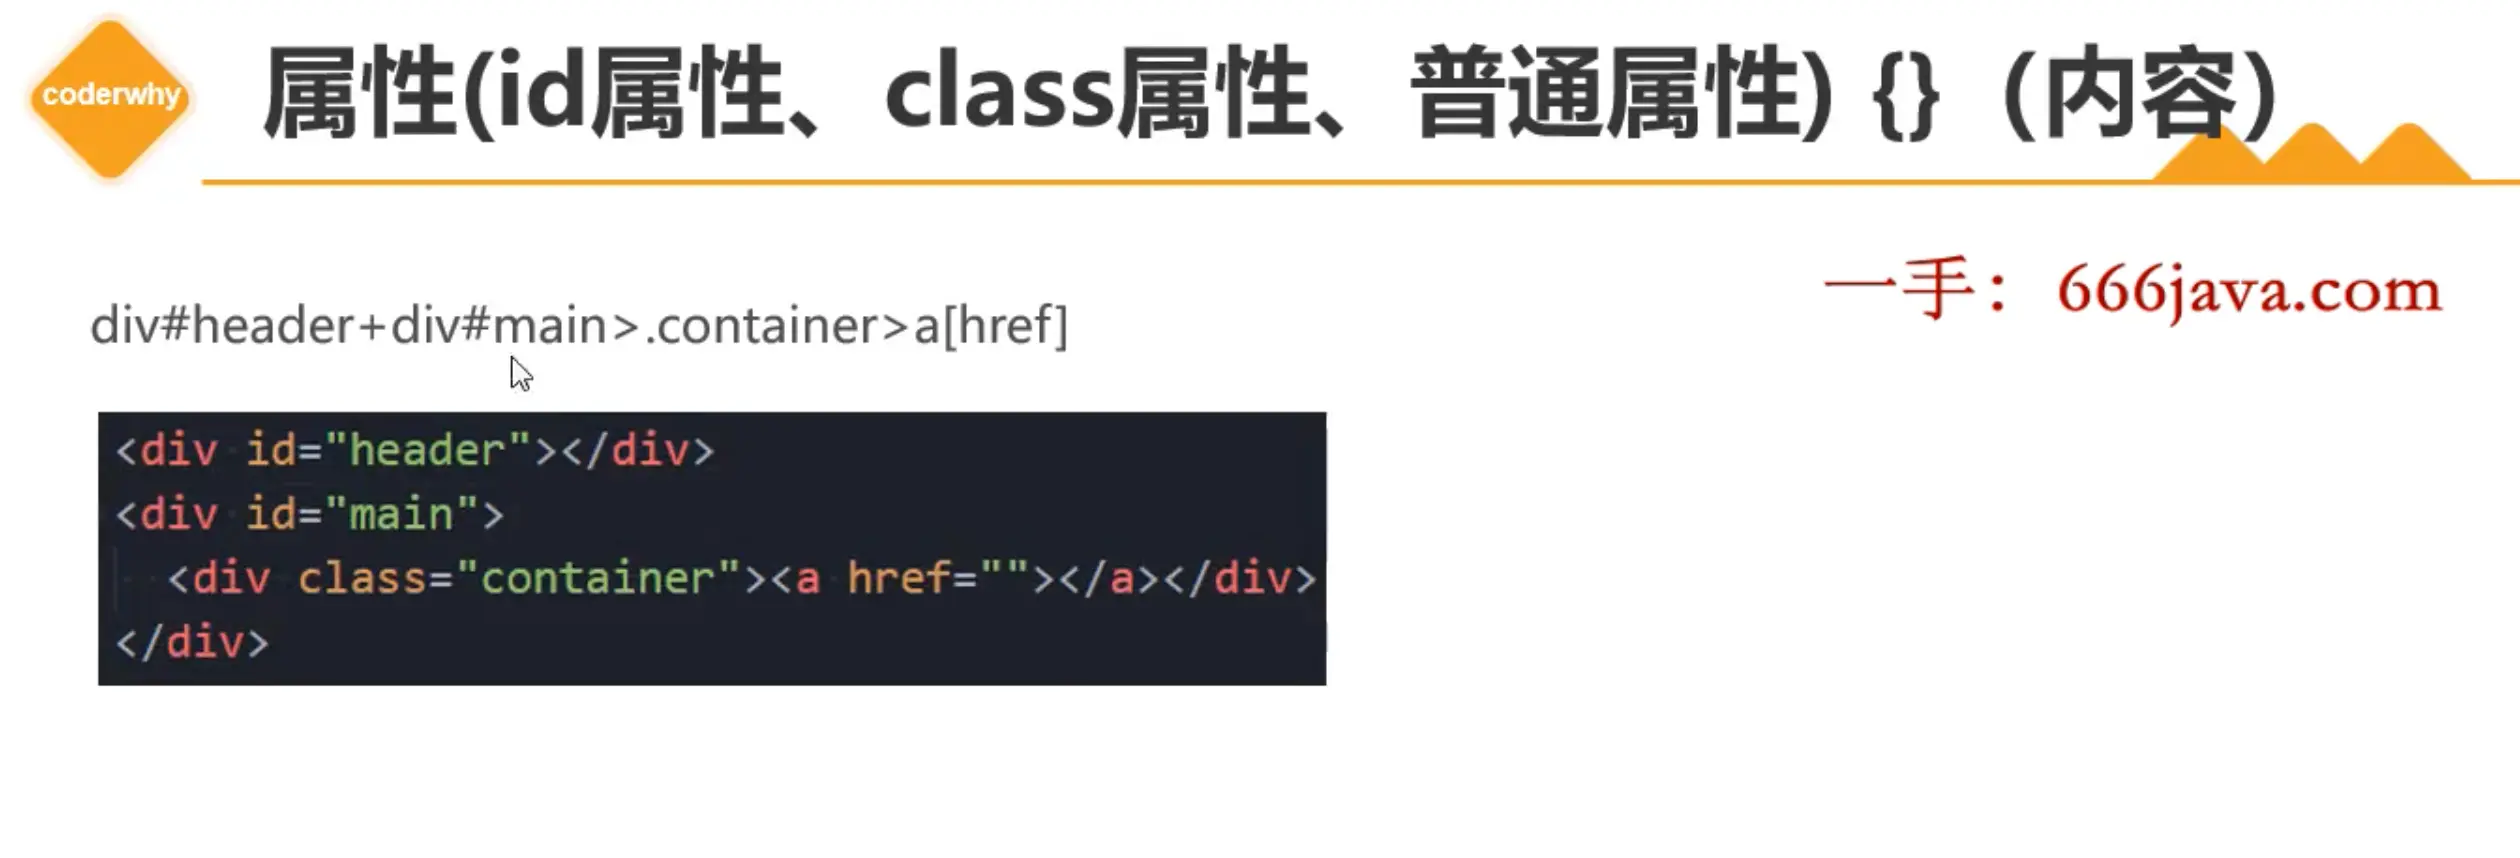 coderwhy
属性(id属性、class属性、普通属性) {} （内容）
一手：666java.com
div#header+div#main>.container>a[href]
<div id="header"></div>
<div id="main">
  <div class="container"><a href=""></a></div>
</div>